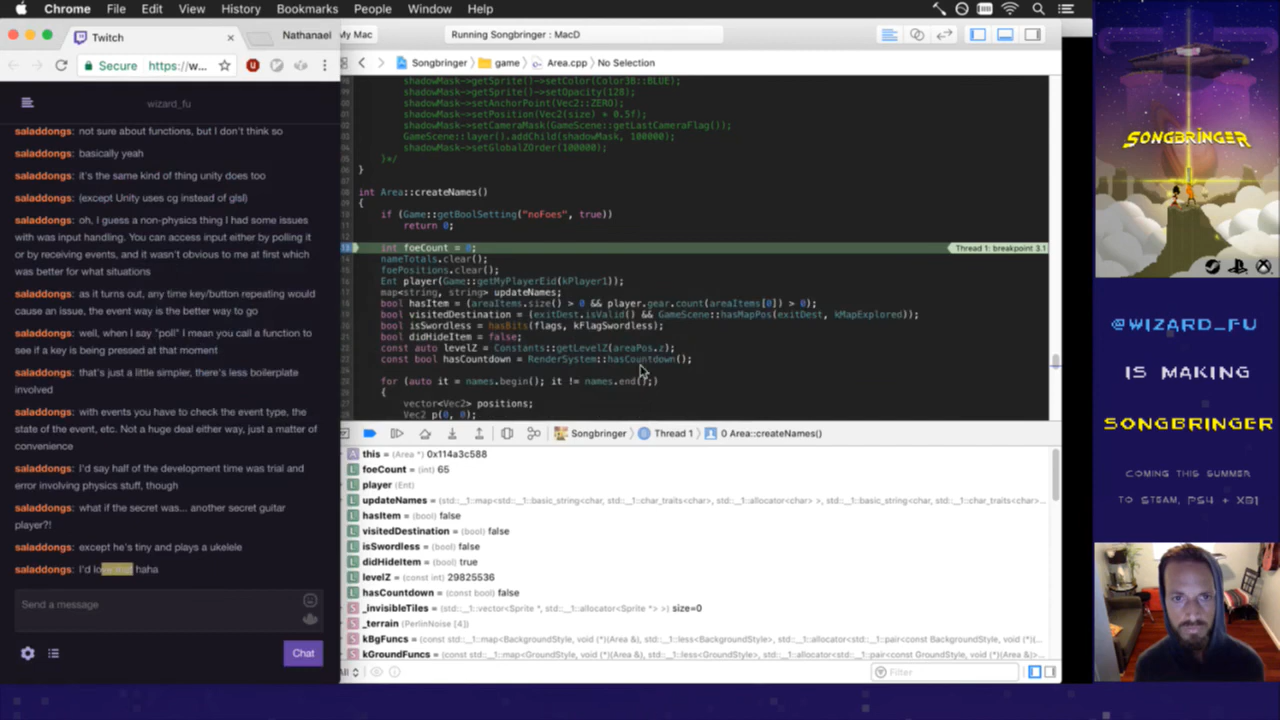 Chrome File Edit View History Bookmarks People Window Help
Twitch
Nathanael
My Mac
Running Songbringer : MacD
Secure https://w...
Songbringer game Area.cpp No Selection
wizard_fu
saladdongs: not sure about functions, but I don't think so
saladdongs: basically yeah
saladdongs: it's the same kind of thing unity does too
saladdongs: (except Unity uses cg instead of glsl)
saladdongs: oh, I guess a non-physics thing I had some issues
with was input handling. You can access input either by polling it
or by receiving events, and it wasn't obvious to me at first which
was better for what situations
saladdongs: as it turns out, any time key/button repeating would
cause an issue, the event way is the better way to go
saladdongs: well, when I say "poll" I mean you call a function to
see if a key is being pressed at that moment
saladdongs: that's just a little simpler, there's less boilerplate
involved
saladdongs: with events you have to check the event type, the
state of the event, etc. Not a huge deal either way, just a matter of
convenience
saladdongs: I'd say half of the development time was trial and
error involving physics stuff, though
saladdongs: what if the secret was... another secret guitar
player?!
saladdongs: except he's tiny and plays a ukelele
saladdongs: I'd love that haha
Send a message
Chat
shadowMask->getSprite()->setColor(Color3B::BLUE);
shadowMask->getSprite()->setOpacity(128);
shadowMask->setAnchorPoint(Vec2::ZERO);
shadowMask->setPosition(Vec2(size) * 0.5f);
shadowMask->setCameraMask(GameScene::getLastCameraFlag());
GameScene::layer().addChild(shadowMask, 100000);
shadowMask->setGlobalZOrder(100000);
}*/
}
int Area::createNames()
{
if (Game::getBoolSetting("noFoes", true))
return 0;
int foeCount = 0;
Thread 1: breakpoint 3.1
nameTotals.clear();
foePositions.clear();
Ent player(Game::getMyPlayerEid(kPlayer1));
map<string, string> updateNames;
bool hasItem = (areaItems.size() > 0 && player.gear.count(areaItems[0]) > 0);
bool visitedDestination = (exitDest.isValid() && GameScene::hasMapPos(exitDest, kMapExplored));
bool isSwordless = hasBits(flags, kFlagSwordless);
bool didHideItem = false;
const auto levelZ = Constants::getLevelZ(areaPos.z);
const bool hasCountdown = RenderSystem::hasCountdown();
for (auto it = names.begin(); it != names.end();)
{
vector<Vec2> positions;
Vec2 p(0, 0);
Songbringer Thread 1 0 Area::createNames()
this = (Area *) 0x114a3c588
foeCount = (int) 65
player (Ent)
updateNames = (std::__1::map<std::__1::basic_string<char, std::__1::char_traits<char>, std::__1::allocator<char> >, std::__1::basic_string<char, std::__1::char_traits<char>, std::__1::allocator<char>...
hasItem = (bool) false
visitedDestination = (bool) false
isSwordless = (bool) false
didHideItem = (bool) true
levelZ = (const int) 29825536
hasCountdown = (const bool) false
_invisibleTiles = (std::__1::vector<Sprite *, std::__1::allocator<Sprite *> >) size=0
_terrain = (PerlinNoise [4])
kBgFuncs = (const std::__1::map<BackgroundStyle, void (*)(Area &), std::__1::less<BackgroundStyle>, std::__1::allocator<std::__1::pair<const BackgroundStyle, void (*)(Area &)...
kGroundFuncs = (const std::__1::map<GroundStyle, void (*)(Area &), std::__1::less<GroundStyle>, std::__1::allocator<std::__1::pair<const GroundStyle, void (*)(Area &)...
Filter
SONGBRINGER
@WIZARD_FU
IS MAKING
SONGBRINGER
COMING THIS SUMMER
TO STEAM, PS4 + XB1